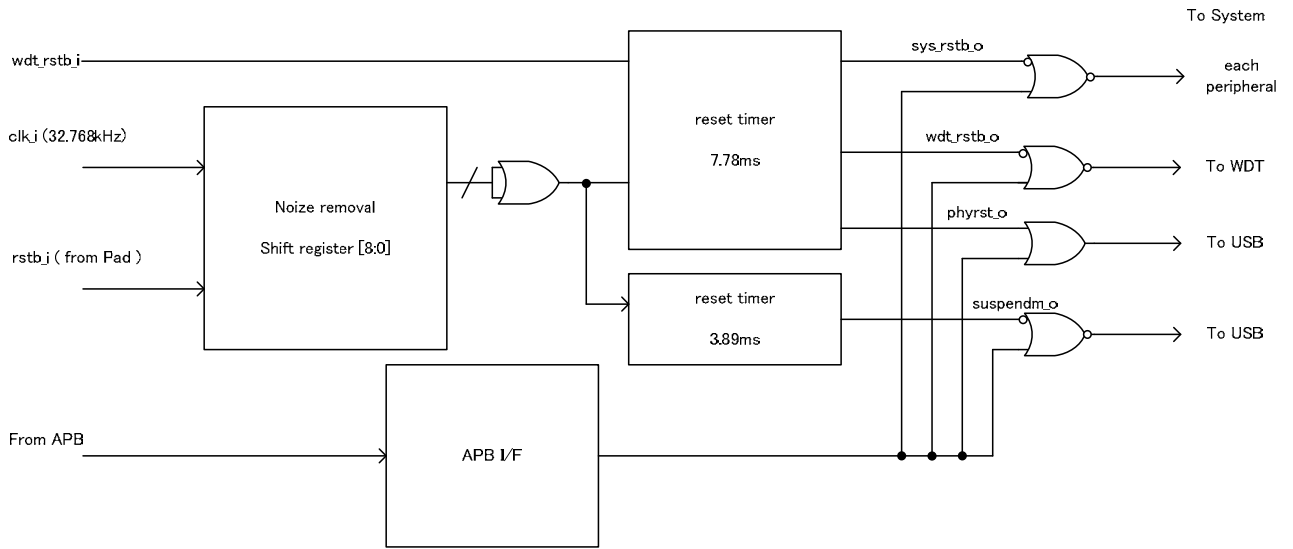 To System
wdt_rstb_i
sys_rstb_o
each
peripheral
clk_i (32.768kHz)
reset timer
7.78ms
wdt_rstb_o
To WDT
Noize removal
Shift register [8:0]
phyrst_o
To USB
rstb_i ( from Pad )
reset timer
3.89ms
suspendm_o
To USB
From APB
APB I/F